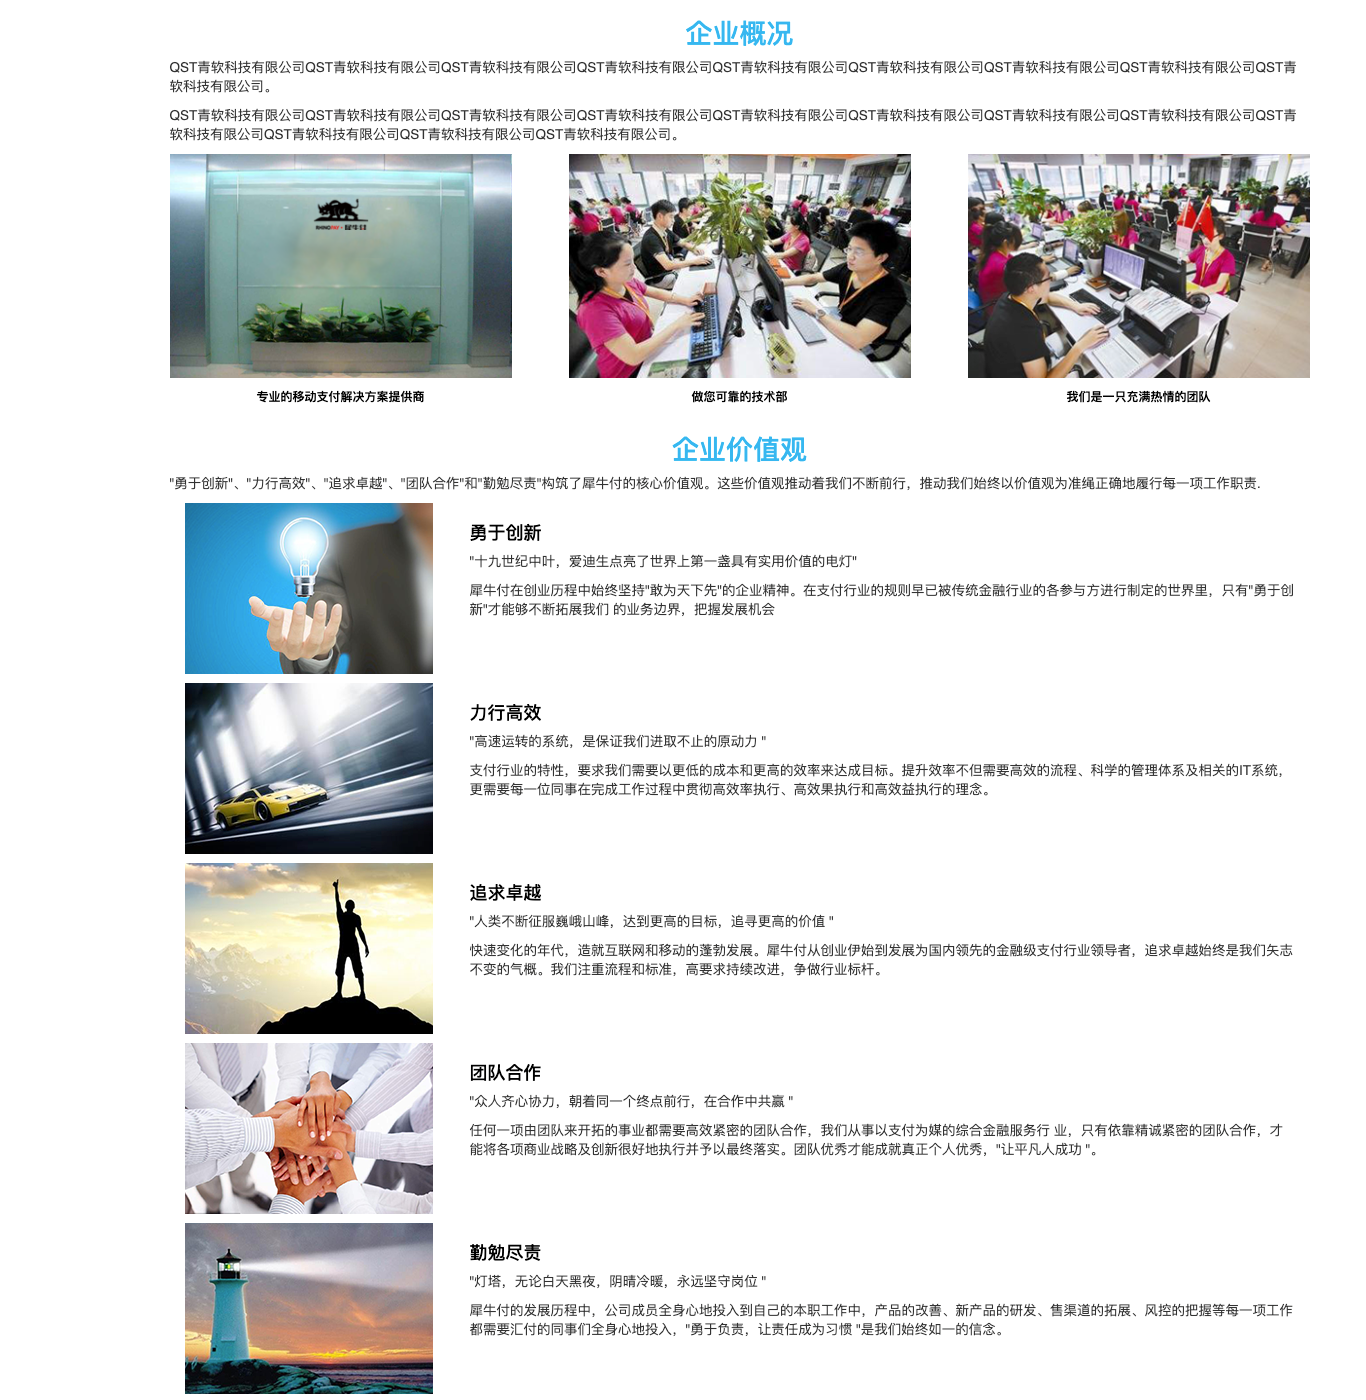 企业概况
QST青软科技有限公司QST青软科技有限公司QST青软科技有限公司QST青软科技有限公司QST青软科技有限公司QST青软科技有限公司QST青软科技有限公司QST青软科技有限公司QST青
软科技有限公司。
QST青软科技有限公司QST青软科技有限公司QST青软科技有限公司QST青软科技有限公司QST青软科技有限公司QST青软科技有限公司QST青软科技有限公司QST青软科技有限公司QST青
软科技有限公司QST青软科技有限公司QST青软科技有限公司QST青软科技有限公司。
专业的移动支付解决方案提供商
做您可靠的技术部
我们是一只充满热情的团队
企业价值观
"勇于创新"、"力行高效"、"追求卓越"、"团队合作"和"勤勉尽责"构筑了犀牛付的核心价值观。这些价值观推动着我们不断前行，推动我们始终以价值观为准绳正确地履行每一项工作职责.
勇于创新
"十九世纪中叶，爱迪生点亮了世界上第一盏具有实用价值的电灯"
犀牛付在创业历程中始终坚持"敢为天下先"的企业精神。在支付行业的规则早已被传统金融行业的各参与方进行制定的世界里，只有"勇于创
新"才能够不断拓展我们 的业务边界，把握发展机会
力行高效
"高速运转的系统，是保证我们进取不止的原动力 "
支付行业的特性，要求我们需要以更低的成本和更高的效率来达成目标。提升效率不但需要高效的流程、科学的管理体系及相关的IT系统，
更需要每一位同事在完成工作过程中贯彻高效率执行、高效果执行和高效益执行的理念。
追求卓越
"人类不断征服巍峨山峰，达到更高的目标，追寻更高的价值 "
快速变化的年代，造就互联网和移动的蓬勃发展。犀牛付从创业伊始到发展为国内领先的金融级支付行业领导者，追求卓越始终是我们矢志
不变的气概。我们注重流程和标准，高要求持续改进，争做行业标杆。
团队合作
"众人齐心协力，朝着同一个终点前行，在合作中共赢 "
任何一项由团队来开拓的事业都需要高效紧密的团队合作，我们从事以支付为媒的综合金融服务行 业，只有依靠精诚紧密的团队合作，才
能将各项商业战略及创新很好地执行并予以最终落实。团队优秀才能成就真正个人优秀，"让平凡人成功 "。
勤勉尽责
"灯塔，无论白天黑夜，阴晴冷暖，永远坚守岗位 "
犀牛付的发展历程中，公司成员全身心地投入到自己的本职工作中，产品的改善、新产品的研发、售渠道的拓展、风控的把握等每一项工作
都需要汇付的同事们全身心地投入，"勇于负责，让责任成为习惯 "是我们始终如一的信念。